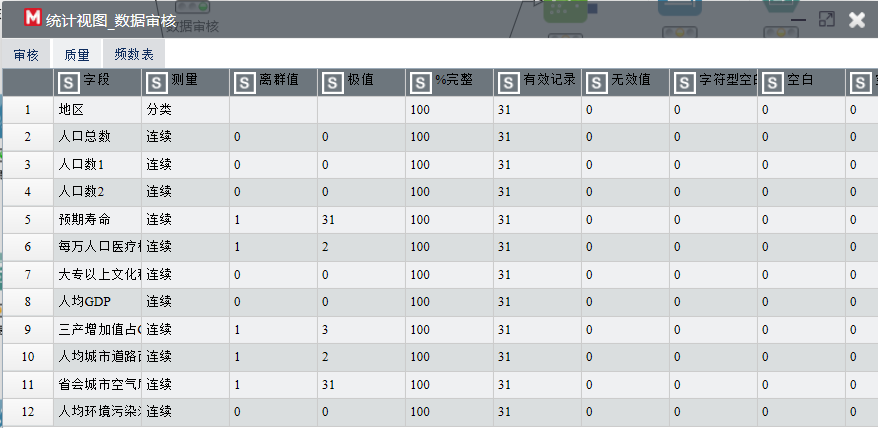 数据审核
M 统计视图_数据审核
审核 质量 频数表
S 字段 S 测量 S 离群值 S 极值 S %完整 S 有效记录 S 无效值 S 字符型空 S 空白 S
1 地区 分类 100 31 0 0 0 0
2 人口总数 连续 0 0 100 31 0 0 0 0
3 人口数1 连续 0 0 100 31 0 0 0 0
4 人口数2 连续 0 0 100 31 0 0 0 0
5 预期寿命 连续 1 31 100 31 0 0 0 0
6 每万人口医疗 连续 1 2 100 31 0 0 0 0
7 大专以上文化 连续 0 0 100 31 0 0 0 0
8 人均GDP 连续 0 0 100 31 0 0 0 0
9 三产增加值占 连续 1 3 100 31 0 0 0 0
10 人均城市道路 连续 1 2 100 31 0 0 0 0
11 省会城市空气 连续 1 31 100 31 0 0 0 0
12 人均环境污染 连续 0 0 100 31 0 0 0 0